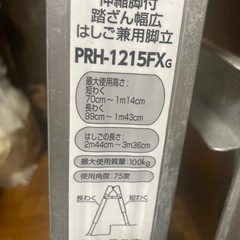 伸縮脚付
踏ざん幅広
はしご兼用脚立
PRH-1215FXG
最大使用高さ:
短わく
70cm〜1m14cm
長わく
99cm〜1m43cm
はしごの長さ:
2m44cm〜3m36cm
最大使用質量:100kg
使用角度:75度
長わく 短わく